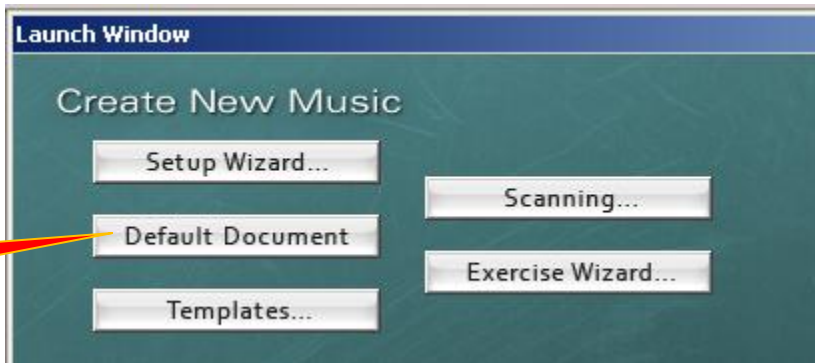 Launch Window
Create New Music
Setup Wizard...
Default Document
Templates...
Scanning...
Exercise Wizard...